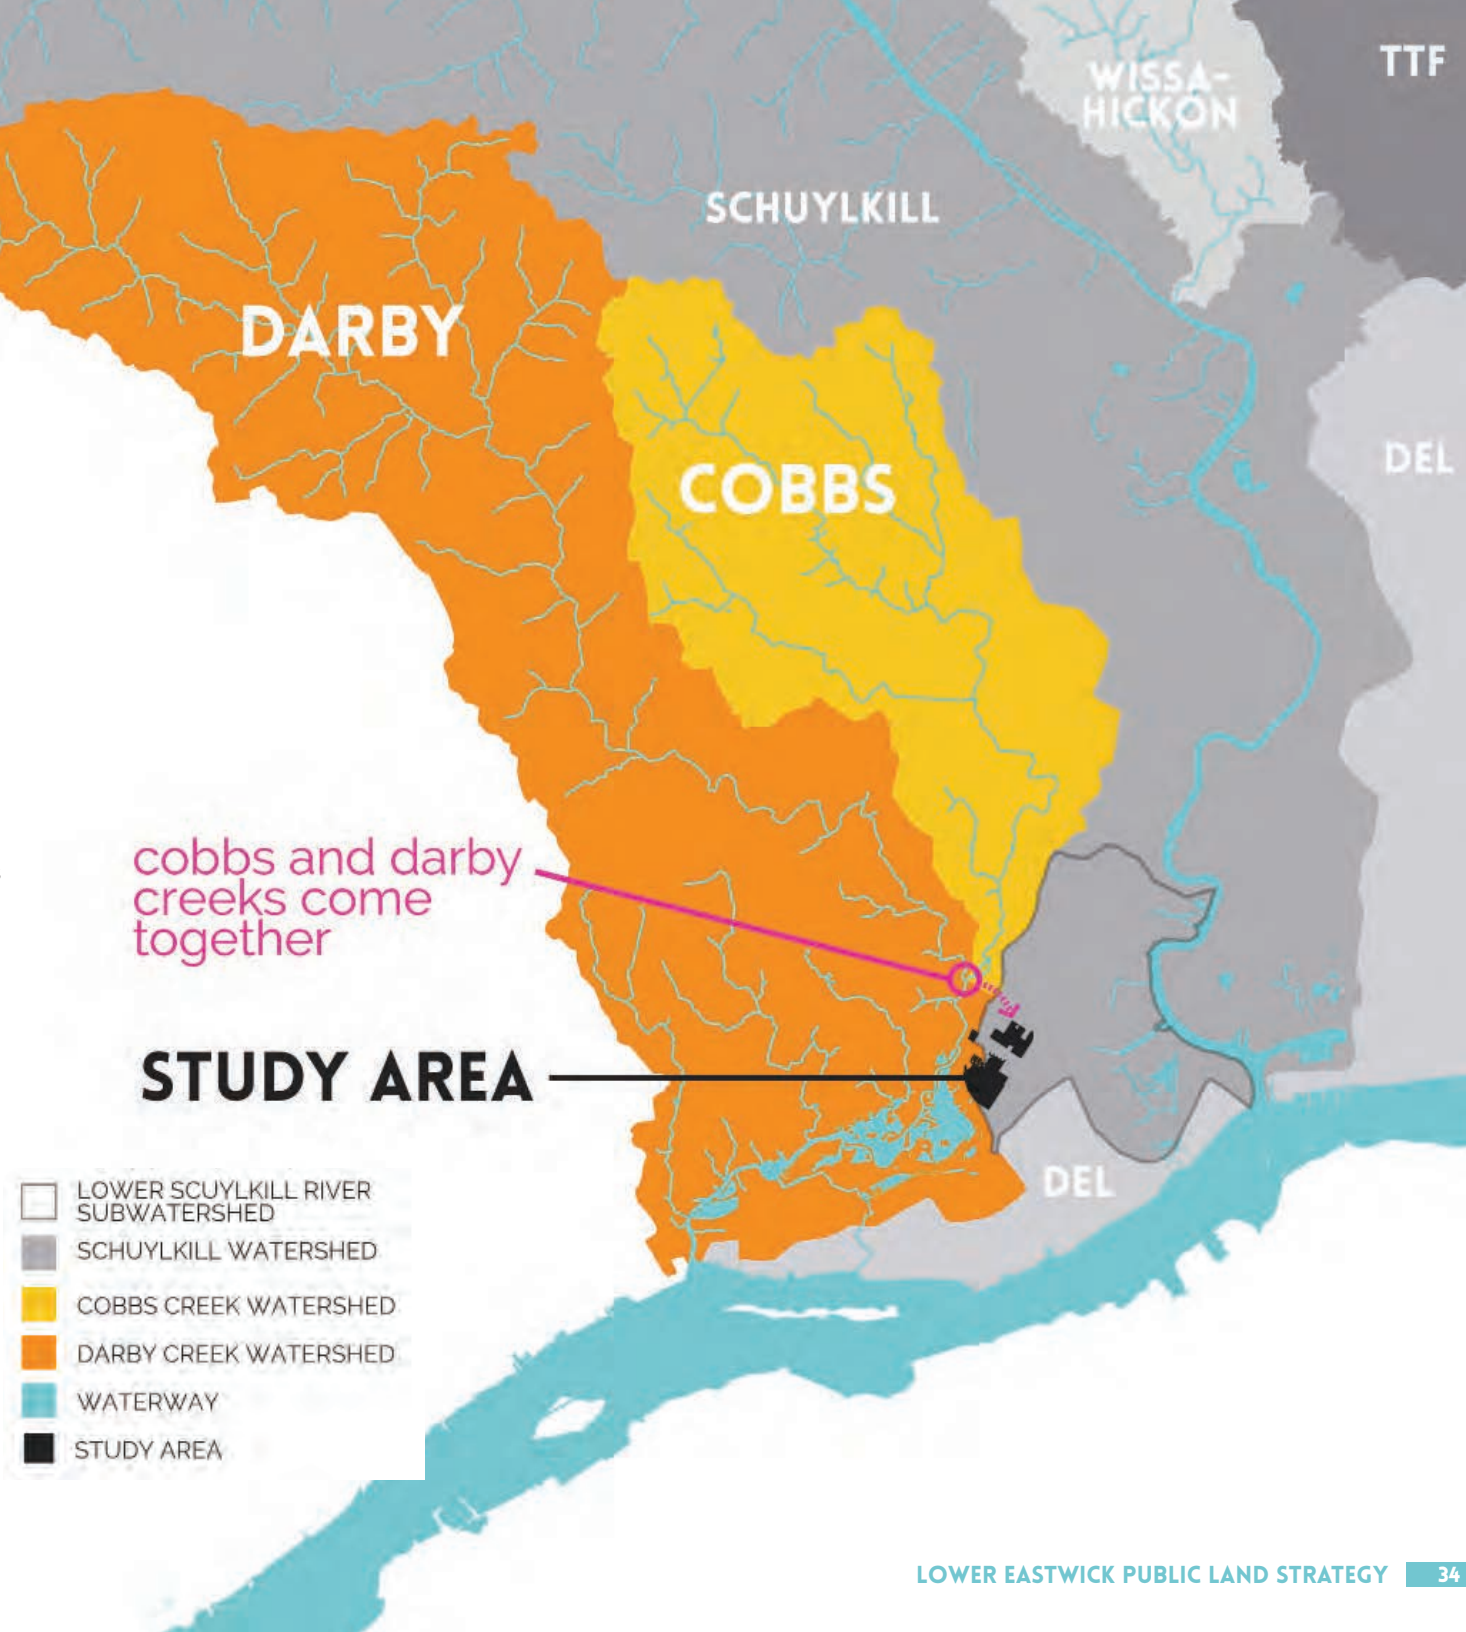 TTF
WISSA-
HICKON
SCHUYLKILL
DARBY
DEL
COBBS
cobbs and darby
creeks come
together
STUDY AREA
DEL
LOWER SCUYLKILL RIVER
SUBWATERSHED
SCHUYLKILL WATERSHED
COBBS CREEK WATERSHED
DARBY CREEK WATERSHED
WATERWAY
STUDY AREA
LOWER EASTWICK PUBLIC LAND STRATEGY 34